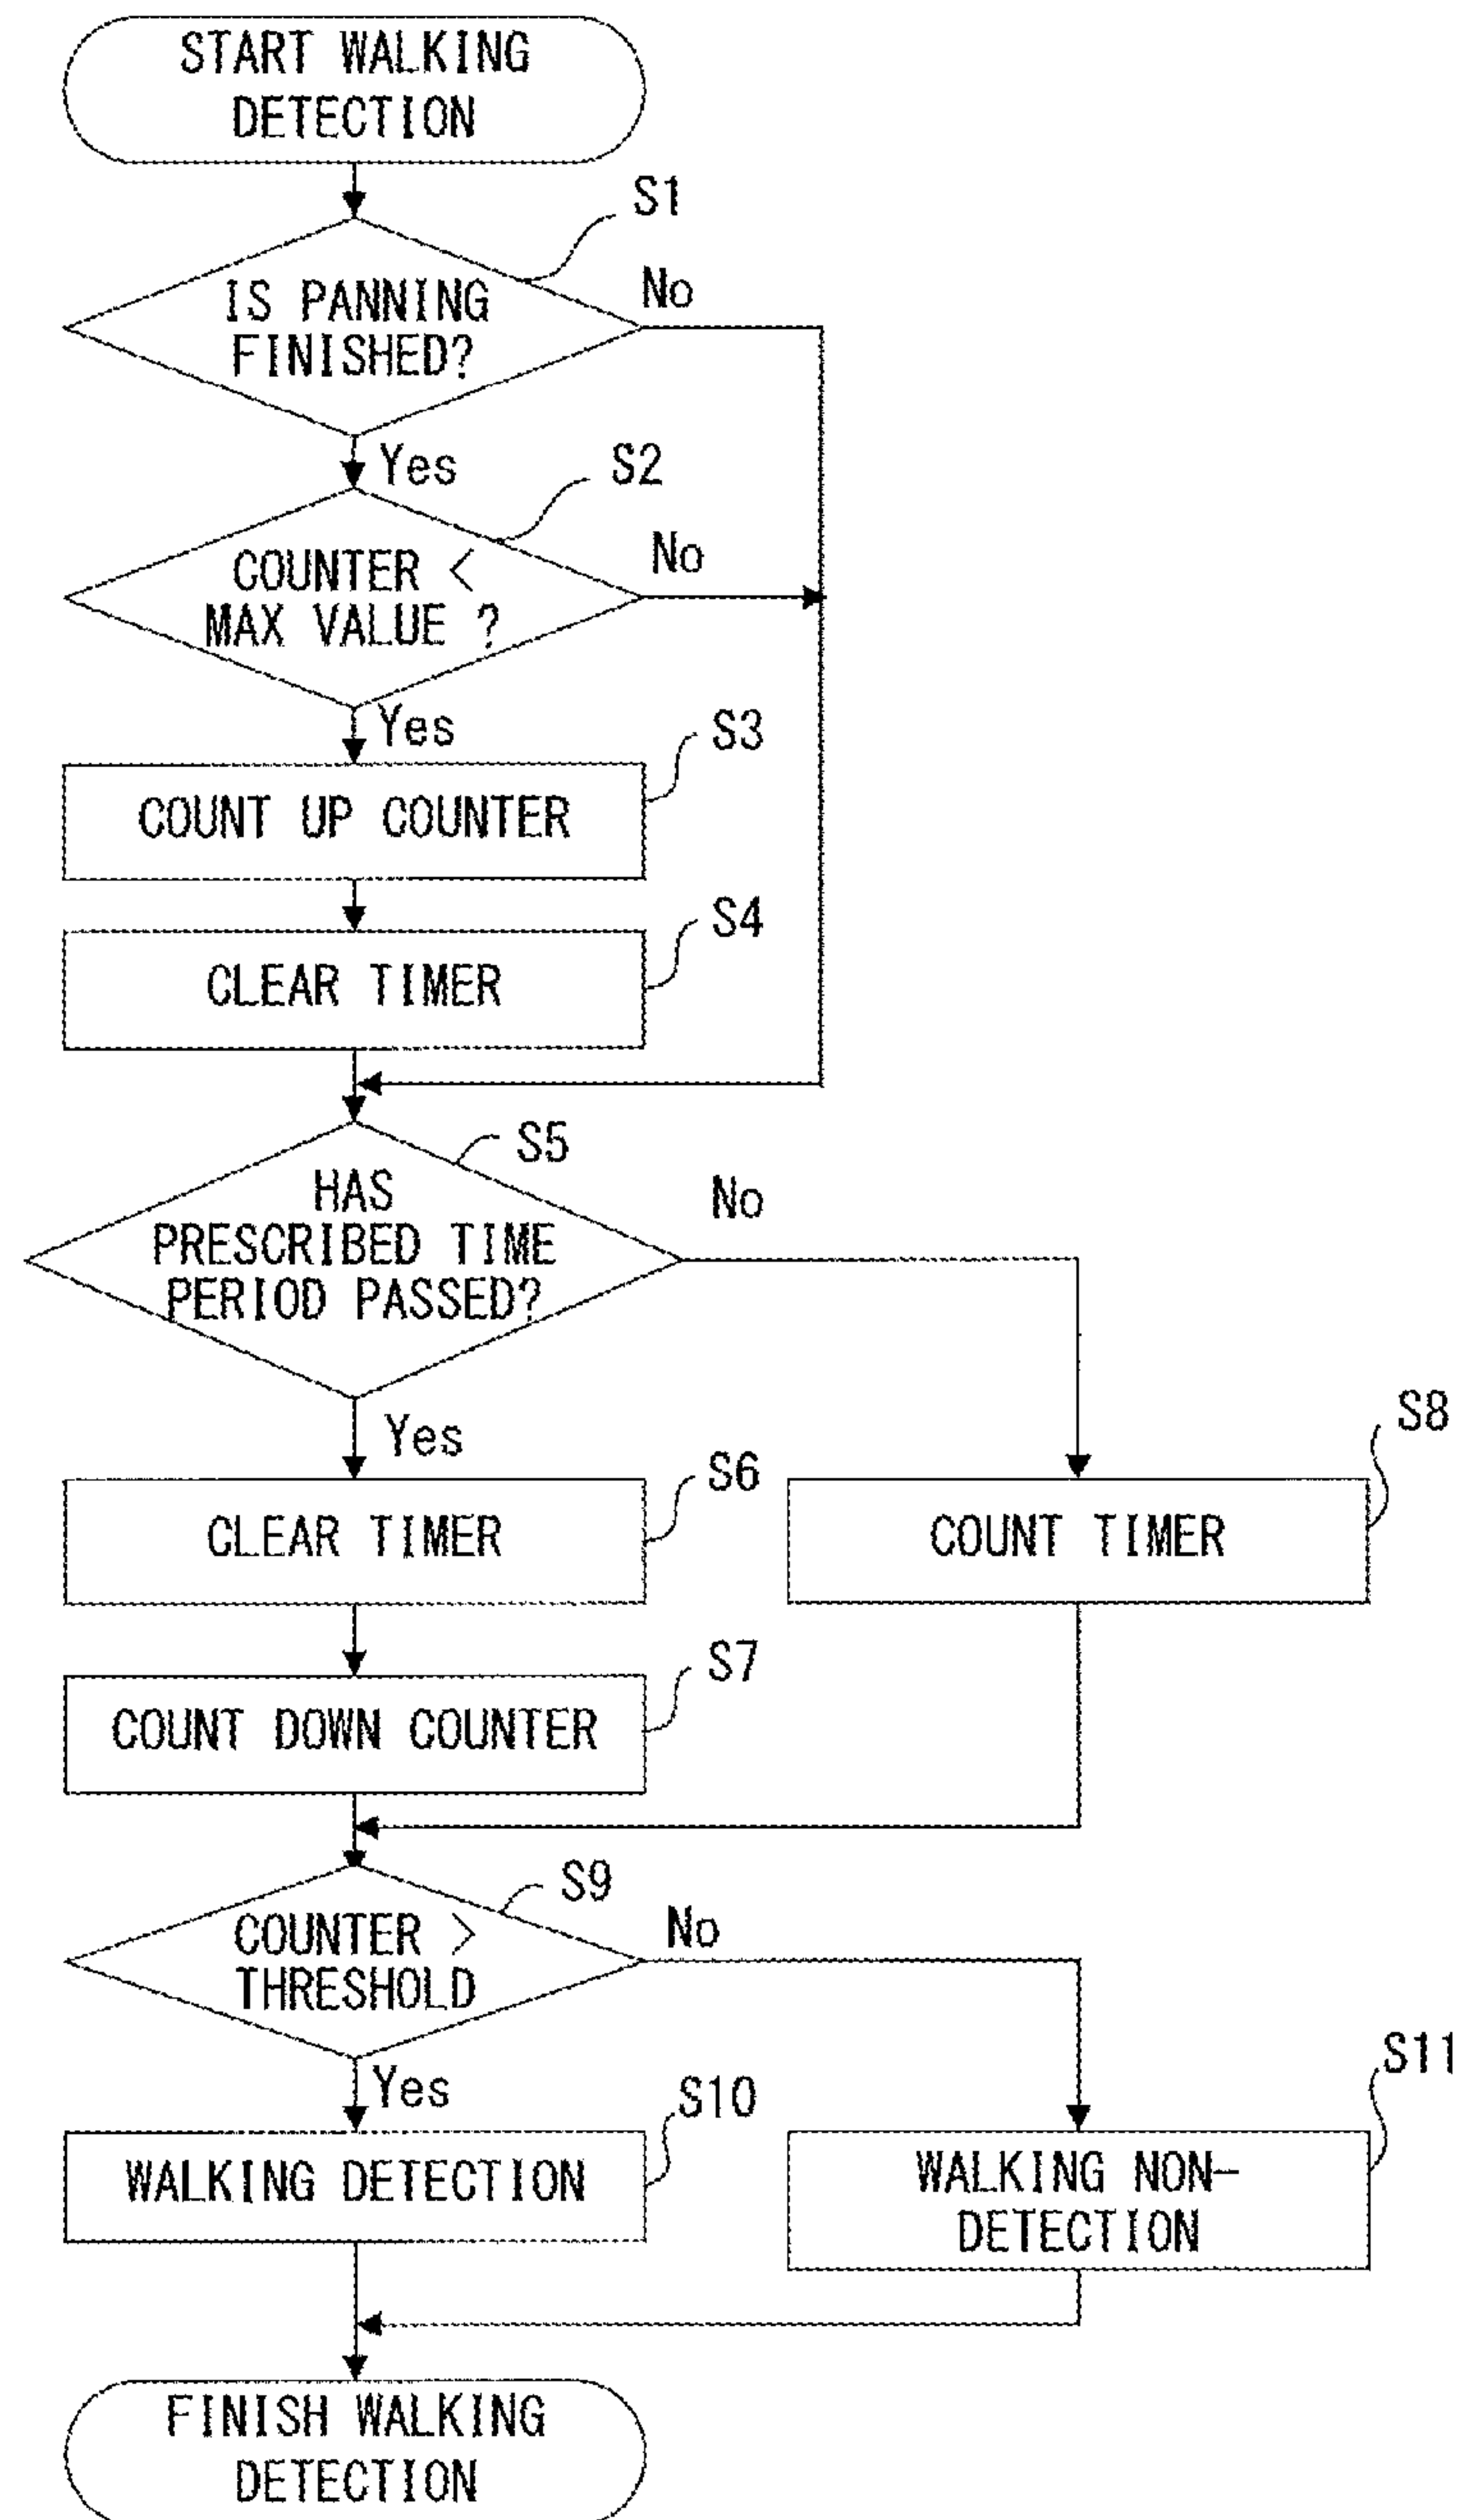 START WALKING
DETECTION
S1
IS PANNING
FINISHED?
No
Yes
S2
COUNTER <
MAX VALUE ?
No
Yes
S3
COUNT UP COUNTER
S4
CLEAR TIMER
S5
HAS
PRESCRIBED TIME
PERIOD PASSED?
No
Yes
S6
CLEAR TIMER
S8
COUNT TIMER
S7
COUNT DOWN COUNTER
S9
COUNTER >
THRESHOLD
No
Yes
S10
WALKING DETECTION
S11
WALKING NON-
DETECTION
FINISH WALKING
DETECTION